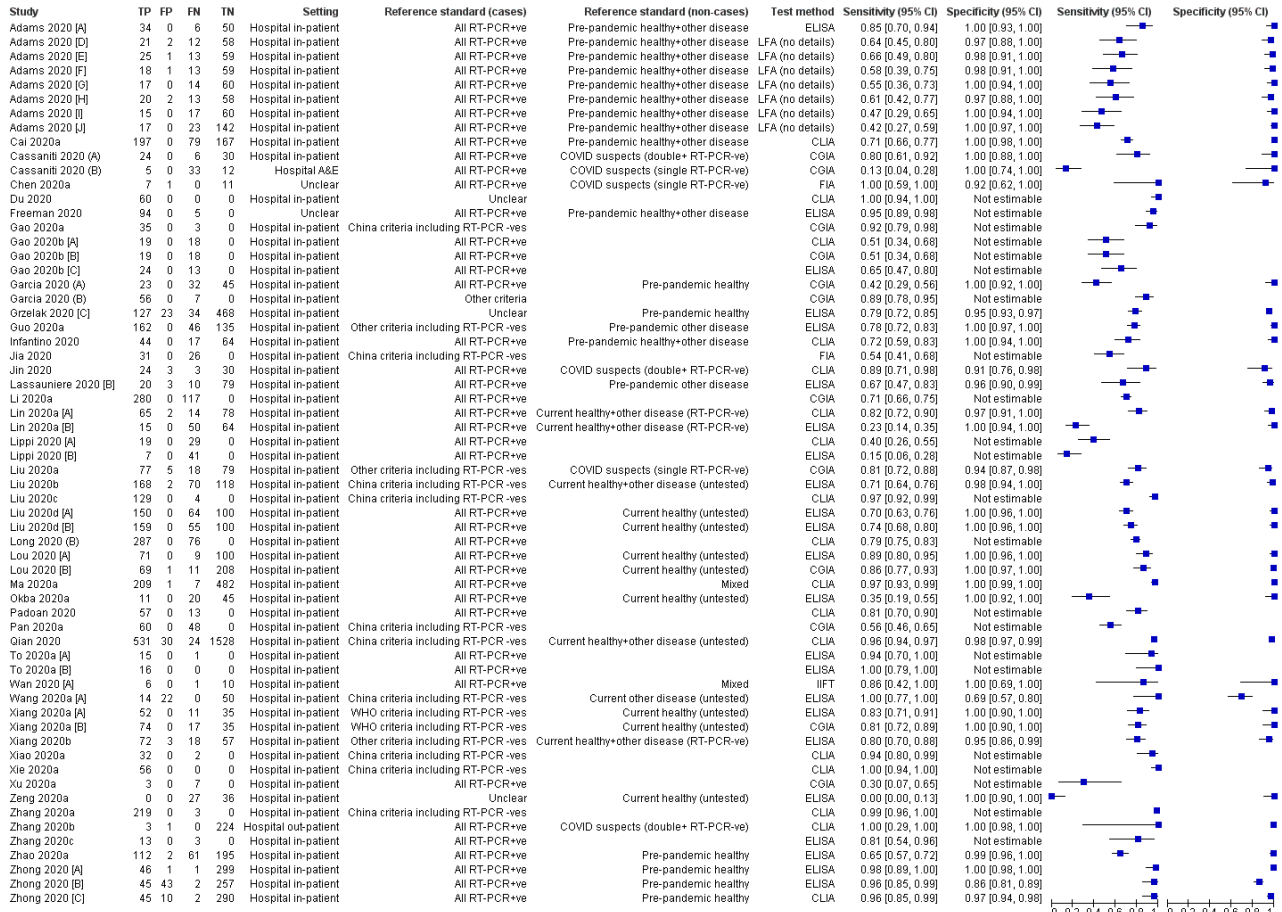 Study TP FP FN TN Setting Reference standard (cases) Reference standard (non-cases) Test method Sensitivity (95% CI) Specificity (95% CI) Sensitivity (95% CI) Specificity (95% CI)
Adams 2020 [A] 34 0 6 50 Hospital in-patient All RT-PCR+ve Pre-pandemic healthy+other disease ELISA 0.85 [0.70, 0.94] 1.00 [0.93, 1.00]
Adams 2020 [D] 21 2 12 58 Hospital in-patient All RT-PCR+ve Pre-pandemic healthy+other disease LFA (no details) 0.64 [0.45, 0.80] 0.97 [0.88, 1.00]
Adams 2020 [E] 25 1 13 59 Hospital in-patient All RT-PCR+ve Pre-pandemic healthy+other disease LFA (no details) 0.66 [0.49, 0.80] 0.98 [0.91, 1.00]
Adams 2020 [F] 18 1 13 59 Hospital in-patient All RT-PCR+ve Pre-pandemic healthy+other disease LFA (no details) 0.58 [0.39, 0.75] 0.98 [0.91, 1.00]
Adams 2020 [G] 17 0 14 60 Hospital in-patient All RT-PCR+ve Pre-pandemic healthy+other disease LFA (no details) 0.55 [0.36, 0.73] 1.00 [0.94, 1.00]
Adams 2020 [H] 20 2 13 58 Hospital in-patient All RT-PCR+ve Pre-pandemic healthy+other disease LFA (no details) 0.61 [0.42, 0.77] 0.97 [0.88, 1.00]
Adams 2020 [I] 15 0 17 60 Hospital in-patient All RT-PCR+ve Pre-pandemic healthy+other disease LFA (no details) 0.47 [0.29, 0.65] 1.00 [0.94, 1.00]
Adams 2020 [J] 17 0 23 142 Hospital in-patient All RT-PCR+ve Pre-pandemic healthy+other disease LFA (no details) 0.42 [0.27, 0.59] 1.00 [0.97, 1.00]
Cai 2020a 197 0 79 167 Hospital in-patient All RT-PCR+ve Pre-pandemic healthy+other disease CLIA 0.71 [0.66, 0.77] 1.00 [0.98, 1.00]
Cassaniti 2020 (A) 24 0 6 30 Hospital in-patient All RT-PCR+ve COVID suspects (double+ RT-PCR-ve) CGIA 0.80 [0.61, 0.92] 1.00 [0.88, 1.00]
Cassaniti 2020 (B) 5 0 33 12 Hospital A&E All RT-PCR+ve COVID suspects (single RT-PCR-ve) CGIA 0.13 [0.04, 0.28] 1.00 [0.74, 1.00]
Chen 2020a 7 1 0 11 Unclear All RT-PCR+ve COVID suspects (single RT-PCR-ve) FIA 1.00 [0.59, 1.00] 0.92 [0.62, 1.00]
Du 2020 60 0 0 0 Hospital in-patient Unclear CLIA 1.00 [0.94, 1.00] Not estimable
Freeman 2020 94 0 5 0 Unclear All RT-PCR+ve Pre-pandemic healthy+other disease ELISA 0.95 [0.89, 0.98] Not estimable
Gao 2020a 35 0 3 0 Hospital in-patient China criteria including RT-PCR -ves CGIA 0.92 [0.79, 0.98] Not estimable
Gao 2020b [A] 19 0 18 0 Hospital in-patient All RT-PCR+ve CLIA 0.51 [0.34, 0.68] Not estimable
Gao 2020b [B] 19 0 18 0 Hospital in-patient All RT-PCR+ve CGIA 0.51 [0.34, 0.68] Not estimable
Gao 2020b [C] 24 0 13 0 Hospital in-patient All RT-PCR+ve ELISA 0.65 [0.47, 0.80] Not estimable
Garcia 2020 (A) 23 0 32 45 Hospital in-patient All RT-PCR+ve Pre-pandemic healthy CGIA 0.42 [0.29, 0.56] 1.00 [0.92, 1.00]
Garcia 2020 (B) 56 0 7 0 Hospital in-patient Other criteria CGIA 0.89 [0.78, 0.95] Not estimable
Grzelak 2020 [C] 127 23 34 468 Hospital in-patient Unclear Pre-pandemic healthy ELISA 0.79 [0.72, 0.85] 0.95 [0.93, 0.97]
Guo 2020a 162 0 46 135 Hospital in-patient Other criteria including RT-PCR -ves Pre-pandemic other disease ELISA 0.78 [0.72, 0.83] 1.00 [0.97, 1.00]
Infantino 2020 44 0 17 64 Hospital in-patient All RT-PCR+ve Pre-pandemic healthy+other disease CLIA 0.72 [0.59, 0.83] 1.00 [0.94, 1.00]
Jia 2020 31 0 26 0 Hospital in-patient China criteria including RT-PCR -ves FIA 0.54 [0.41, 0.68] Not estimable
Jin 2020 24 3 3 30 Hospital in-patient All RT-PCR+ve COVID suspects (double+ RT-PCR-ve) CLIA 0.89 [0.71, 0.98] 0.91 [0.76, 0.98]
Lassauniere 2020 [B] 20 3 10 79 Hospital in-patient All RT-PCR+ve Pre-pandemic other disease ELISA 0.67 [0.47, 0.83] 0.96 [0.90, 0.99]
Li 2020a 280 0 117 0 Hospital in-patient All RT-PCR+ve CGIA 0.71 [0.66, 0.75] Not estimable
Lin 2020a [A] 65 2 14 78 Hospital in-patient All RT-PCR+ve Current healthy+other disease (RT-PCR-ve) CLIA 0.82 [0.72, 0.90] 0.97 [0.91, 1.00]
Lin 2020a [B] 15 0 50 64 Hospital in-patient All RT-PCR+ve Current healthy+other disease (RT-PCR-ve) ELISA 0.23 [0.14, 0.35] 1.00 [0.94, 1.00]
Lippi 2020 [A] 19 0 29 0 Hospital in-patient All RT-PCR+ve CLIA 0.40 [0.26, 0.55] Not estimable
Lippi 2020 [B] 7 0 41 0 Hospital in-patient All RT-PCR+ve ELISA 0.15 [0.06, 0.28] Not estimable
Liu 2020a 77 5 18 79 Hospital in-patient Other criteria including RT-PCR -ves COVID suspects (single RT-PCR-ve) CGIA 0.81 [0.72, 0.88] 0.94 [0.87, 0.98]
Liu 2020b 168 2 70 118 Hospital in-patient China criteria including RT-PCR -ves Current healthy+other disease (untested) ELISA 0.71 [0.64, 0.76] 0.98 [0.94, 1.00]
Liu 2020c 129 0 4 0 Hospital in-patient China criteria including RT-PCR -ves CLIA 0.97 [0.92, 0.99] Not estimable
Liu 2020d [A] 150 0 64 100 Hospital in-patient All RT-PCR+ve Current healthy (untested) ELISA 0.70 [0.63, 0.76] 1.00 [0.96, 1.00]
Liu 2020d [B] 159 0 55 100 Hospital in-patient All RT-PCR+ve Current healthy (untested) ELISA 0.74 [0.68, 0.80] 1.00 [0.96, 1.00]
Long 2020 (B) 287 0 76 0 Hospital in-patient All RT-PCR+ve CLIA 0.79 [0.75, 0.83] Not estimable
Lou 2020 [A] 71 0 9 100 Hospital in-patient All RT-PCR+ve Current healthy (untested) ELISA 0.89 [0.80, 0.95] 1.00 [0.96, 1.00]
Lou 2020 [B] 69 1 11 208 Hospital in-patient All RT-PCR+ve Current healthy (untested) CGIA 0.86 [0.77, 0.93] 1.00 [0.97, 1.00]
Ma 2020a 209 1 7 482 Hospital in-patient All RT-PCR+ve Mixed CLIA 0.97 [0.93, 0.99] 1.00 [0.99, 1.00]
Okba 2020a 11 0 20 45 Hospital in-patient All RT-PCR+ve Current healthy (untested) ELISA 0.35 [0.19, 0.55] 1.00 [0.92, 1.00]
Padoan 2020 57 0 13 0 Hospital in-patient All RT-PCR+ve CLIA 0.81 [0.70, 0.90] Not estimable
Pan 2020a 60 0 48 0 Hospital in-patient China criteria including RT-PCR -ves CGIA 0.56 [0.46, 0.65] Not estimable
Qian 2020 531 30 24 1528 Hospital in-patient All RT-PCR+ve Current healthy+other disease (untested) CLIA 0.96 [0.94, 0.97] 0.98 [0.97, 0.99]
To 2020a [A] 15 0 1 0 Hospital in-patient All RT-PCR+ve ELISA 0.94 [0.70, 1.00] Not estimable
To 2020a [B] 16 0 0 0 Hospital in-patient All RT-PCR+ve ELISA 1.00 [0.79, 1.00] Not estimable
Wan 2020 [A] 6 0 1 10 Hospital in-patient All RT-PCR+ve Mixed IIFT 0.86 [0.42, 1.00] 1.00 [0.69, 1.00]
Wang 2020a [A] 14 22 0 50 Hospital in-patient China criteria including RT-PCR -ves Current other disease (untested) ELISA 1.00 [0.77, 1.00] 0.69 [0.57, 0.80]
Xiang 2020a [A] 52 0 11 35 Hospital in-patient WHO criteria including RT-PCR -ves Current healthy (untested) ELISA 0.83 [0.71, 0.91] 1.00 [0.90, 1.00]
Xiang 2020a [B] 74 0 17 35 Hospital in-patient WHO criteria including RT-PCR -ves Current healthy (untested) CGIA 0.81 [0.72, 0.89] 1.00 [0.90, 1.00]
Xiang 2020b 72 3 18 57 Hospital in-patient Other criteria including RT-PCR -ves Current healthy+other disease (RT-PCR-ve) ELISA 0.80 [0.70, 0.88] 0.95 [0.86, 0.99]
Xiao 2020a 32 0 2 0 Hospital in-patient China criteria including RT-PCR -ves CLIA 0.94 [0.80, 0.99] Not estimable
Xie 2020a 56 0 0 0 Hospital in-patient China criteria including RT-PCR -ves CLIA 1.00 [0.94, 1.00] Not estimable
Xu 2020a 3 0 7 0 Hospital in-patient All RT-PCR+ve CGIA 0.30 [0.07, 0.65] Not estimable
Zeng 2020a 0 0 27 36 Hospital in-patient Unclear Current healthy (untested) ELISA 0.00 [0.00, 0.13] 1.00 [0.90, 1.00]
Zhang 2020a 219 0 3 0 Hospital in-patient China criteria including RT-PCR -ves CLIA 0.99 [0.96, 1.00] Not estimable
Zhang 2020b 3 1 0 224 Hospital out-patient All RT-PCR+ve COVID suspects (double+ RT-PCR-ve) CLIA 1.00 [0.29, 1.00] 1.00 [0.98, 1.00]
Zhang 2020c 13 0 3 0 Hospital in-patient All RT-PCR+ve CLIA 0.81 [0.54, 0.96] Not estimable
Zhao 2020a 112 2 61 195 Hospital in-patient All RT-PCR+ve Pre-pandemic healthy ELISA 0.65 [0.57, 0.72] 0.99 [0.96, 1.00]
Zhong 2020 [A] 46 1 1 299 Hospital in-patient All RT-PCR+ve Pre-pandemic healthy ELISA 0.98 [0.89, 1.00] 1.00 [0.98, 1.00]
Zhong 2020 [B] 45 43 2 257 Hospital in-patient All RT-PCR+ve Pre-pandemic healthy ELISA 0.96 [0.85, 0.99] 0.86 [0.81, 0.89]
Zhong 2020 [C] 45 10 2 290 Hospital in-patient All RT-PCR+ve Pre-pandemic healthy CLIA 0.96 [0.85, 0.99] 0.97 [0.94, 0.98]
0 0.2 0.4 0.6 0.8 1 0 0.2 0.4 0.6 0.8 1